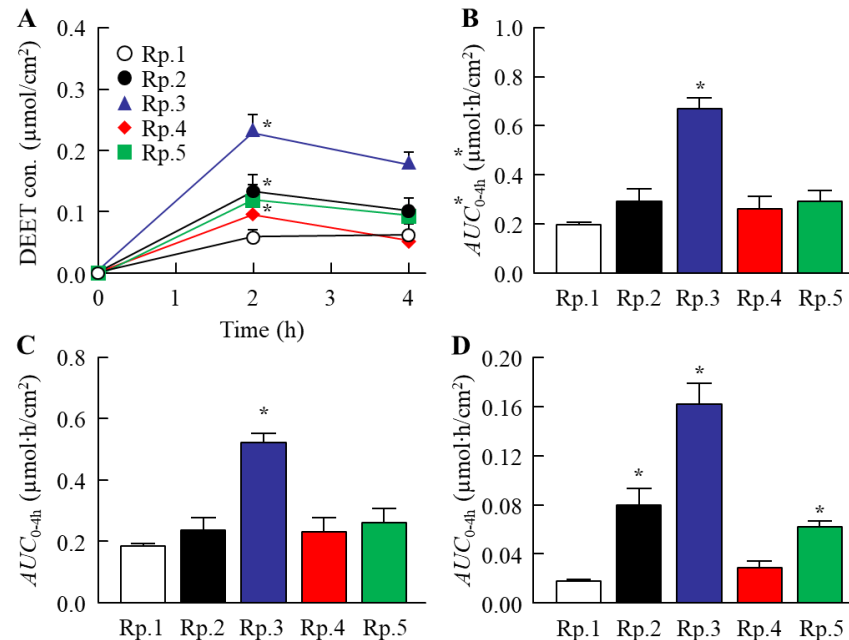 A
DEET con. (μmol/cm²)
0.4
0.3
0.2
0.1
0.0
Rp.1
Rp.2
Rp.3
Rp.4
Rp.5
*
*
*
0 1 2 3 4
Time (h)
B
* AUC0-4h * (μmol·h/cm²)
1.0
0.8
0.6
0.4
0.2
0.0
*
Rp.1 Rp.2 Rp.3 Rp.4 Rp.5
C
AUC0-4h (μmol·h/cm²)
0.8
0.6
0.4
0.2
0.0
*
Rp.1 Rp.2 Rp.3 Rp.4 Rp.5
D
AUC0-4h (μmol·h/cm²)
0.20
0.16
0.12
0.08
0.04
0.00
*
*
*
Rp.1 Rp.2 Rp.3 Rp.4 Rp.5